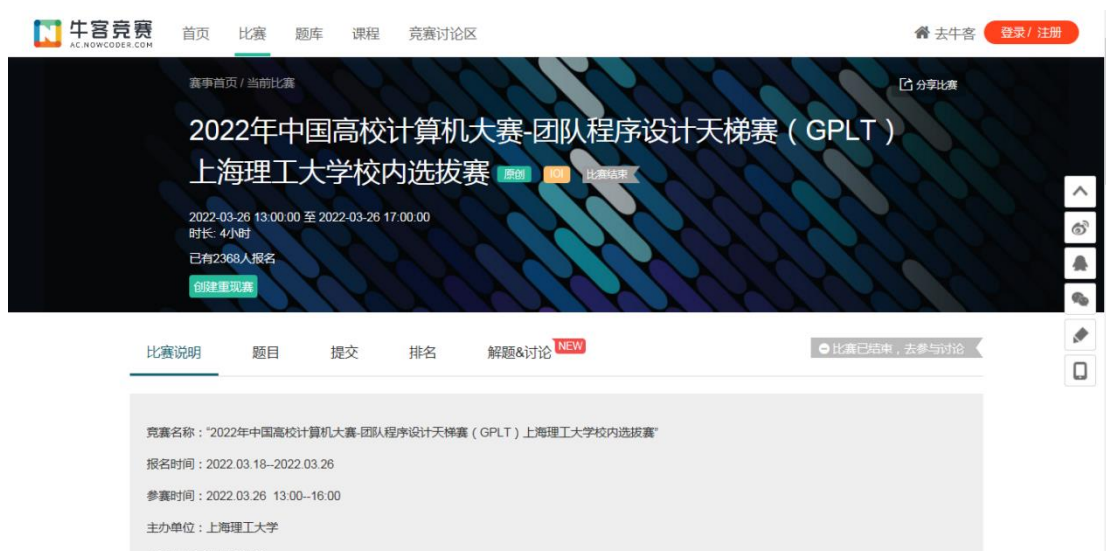 牛客竞赛
AC.NOWCODER.COM
首页 比赛 题库 课程 竞赛讨论区
去牛客 登录/ 注册
赛事首页 / 当前比赛
分享比赛
2022年中国高校计算机大赛-团队程序设计天梯赛（GPLT）
上海理工大学校内选拔赛 原创 IOI 比赛结束
2022-03-26 13:00:00 至 2022-03-26 17:00:00
时长: 4小时
已有2368人报名
创建重现赛
比赛说明 题目 提交 排名 解题&讨论 NEW
比赛已结束，去参与讨论
竞赛名称：“2022年中国高校计算机大赛-团队程序设计天梯赛（GPLT）上海理工大学校内选拔赛”
报名时间：2022.03.18--2022.03.26
参赛时间：2022.03.26 13:00--16:00
主办单位：上海理工大学